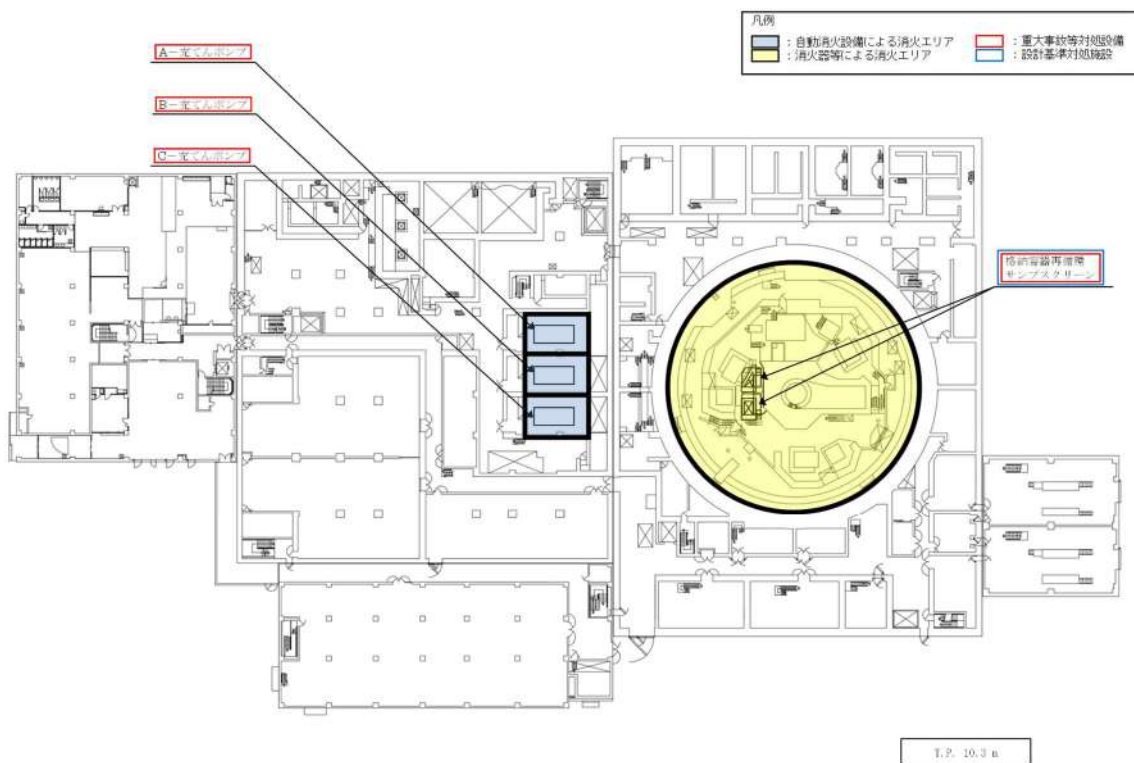 凡例
：自動消火設備による消火エリア
：消火器等による消火エリア
：重大事故等対処設備
：設計基準対処施設
A－充てんポンプ
B－充てんポンプ
C－充てんポンプ
格納容器再循環
サンプスクリーン
T.P. 10.3 m